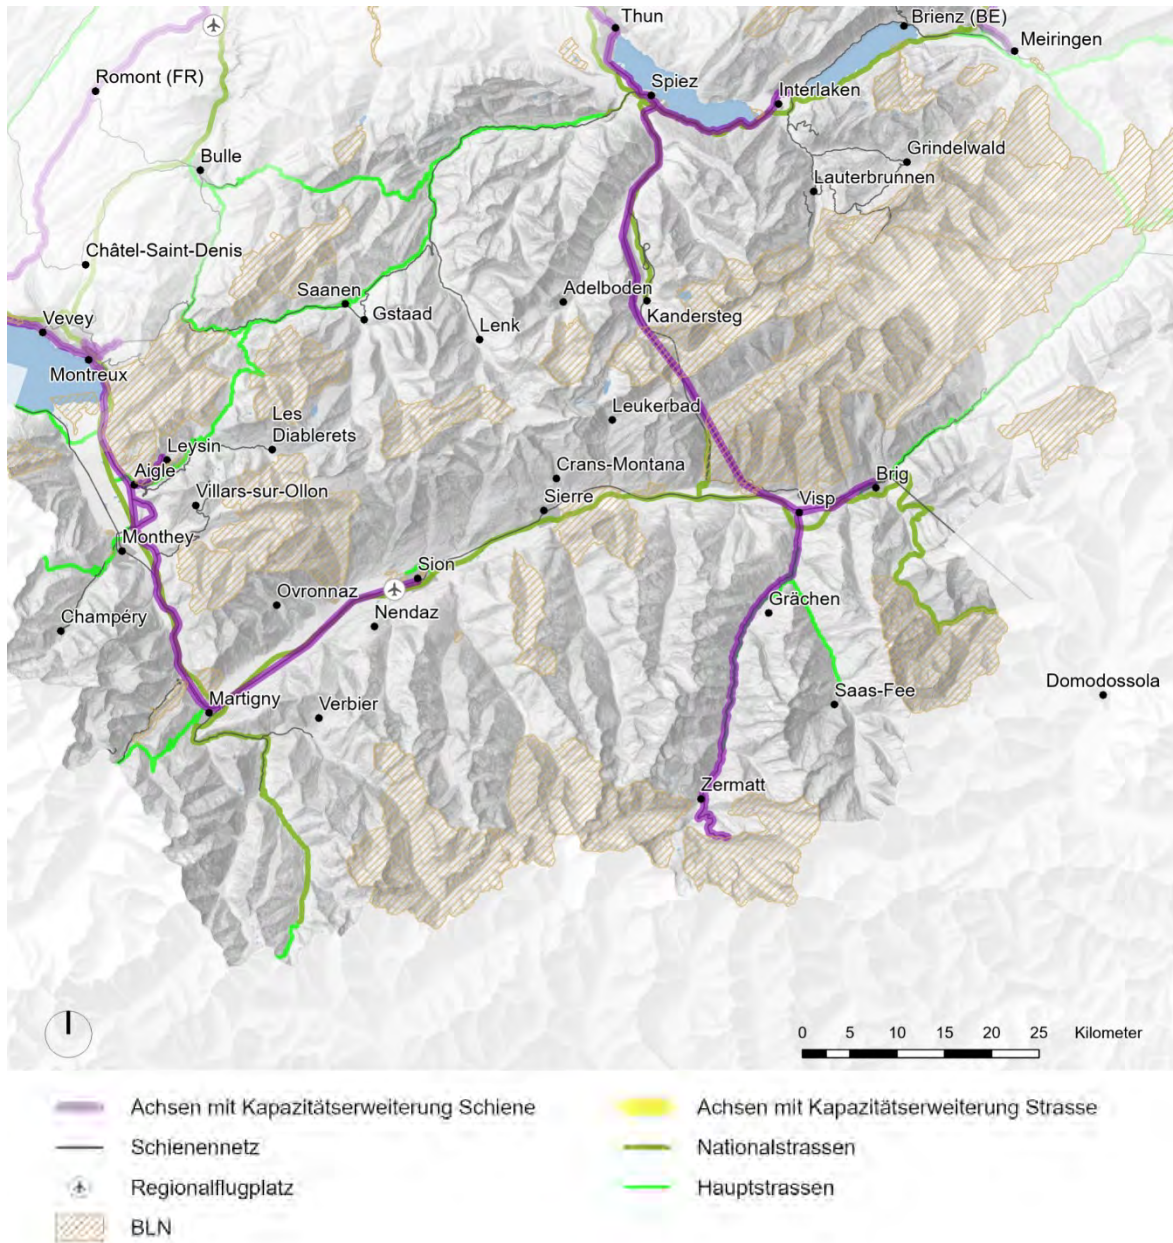 Thun
Brienz (BE)
Meiringen
Romont (FR)
Spiez
Interlaken
Bulle
Grindelwald
Lauterbrunnen
Châtel-Saint-Denis
Saanen
Adelboden
Gstaad
Kandersteg
Vevey
Lenk
Montreux
Les
Diablerets
Leukerbad
Leysin
Aigle
Crans-Montana
Brig
Villars-sur-Ollon
Sierre
Visp
Monthey
Sion
Ovronnaz
Nendaz
Grächen
Champéry
Martigny
Verbier
Saas-Fee
Domodossola
Zermatt
0 5 10 15 20 25 Kilometer
Achsen mit Kapazitätserweiterung Schiene
Achsen mit Kapazitätserweiterung Strasse
Schienennetz
Nationalstrassen
Regionalflugplatz
Hauptstrassen
BLN